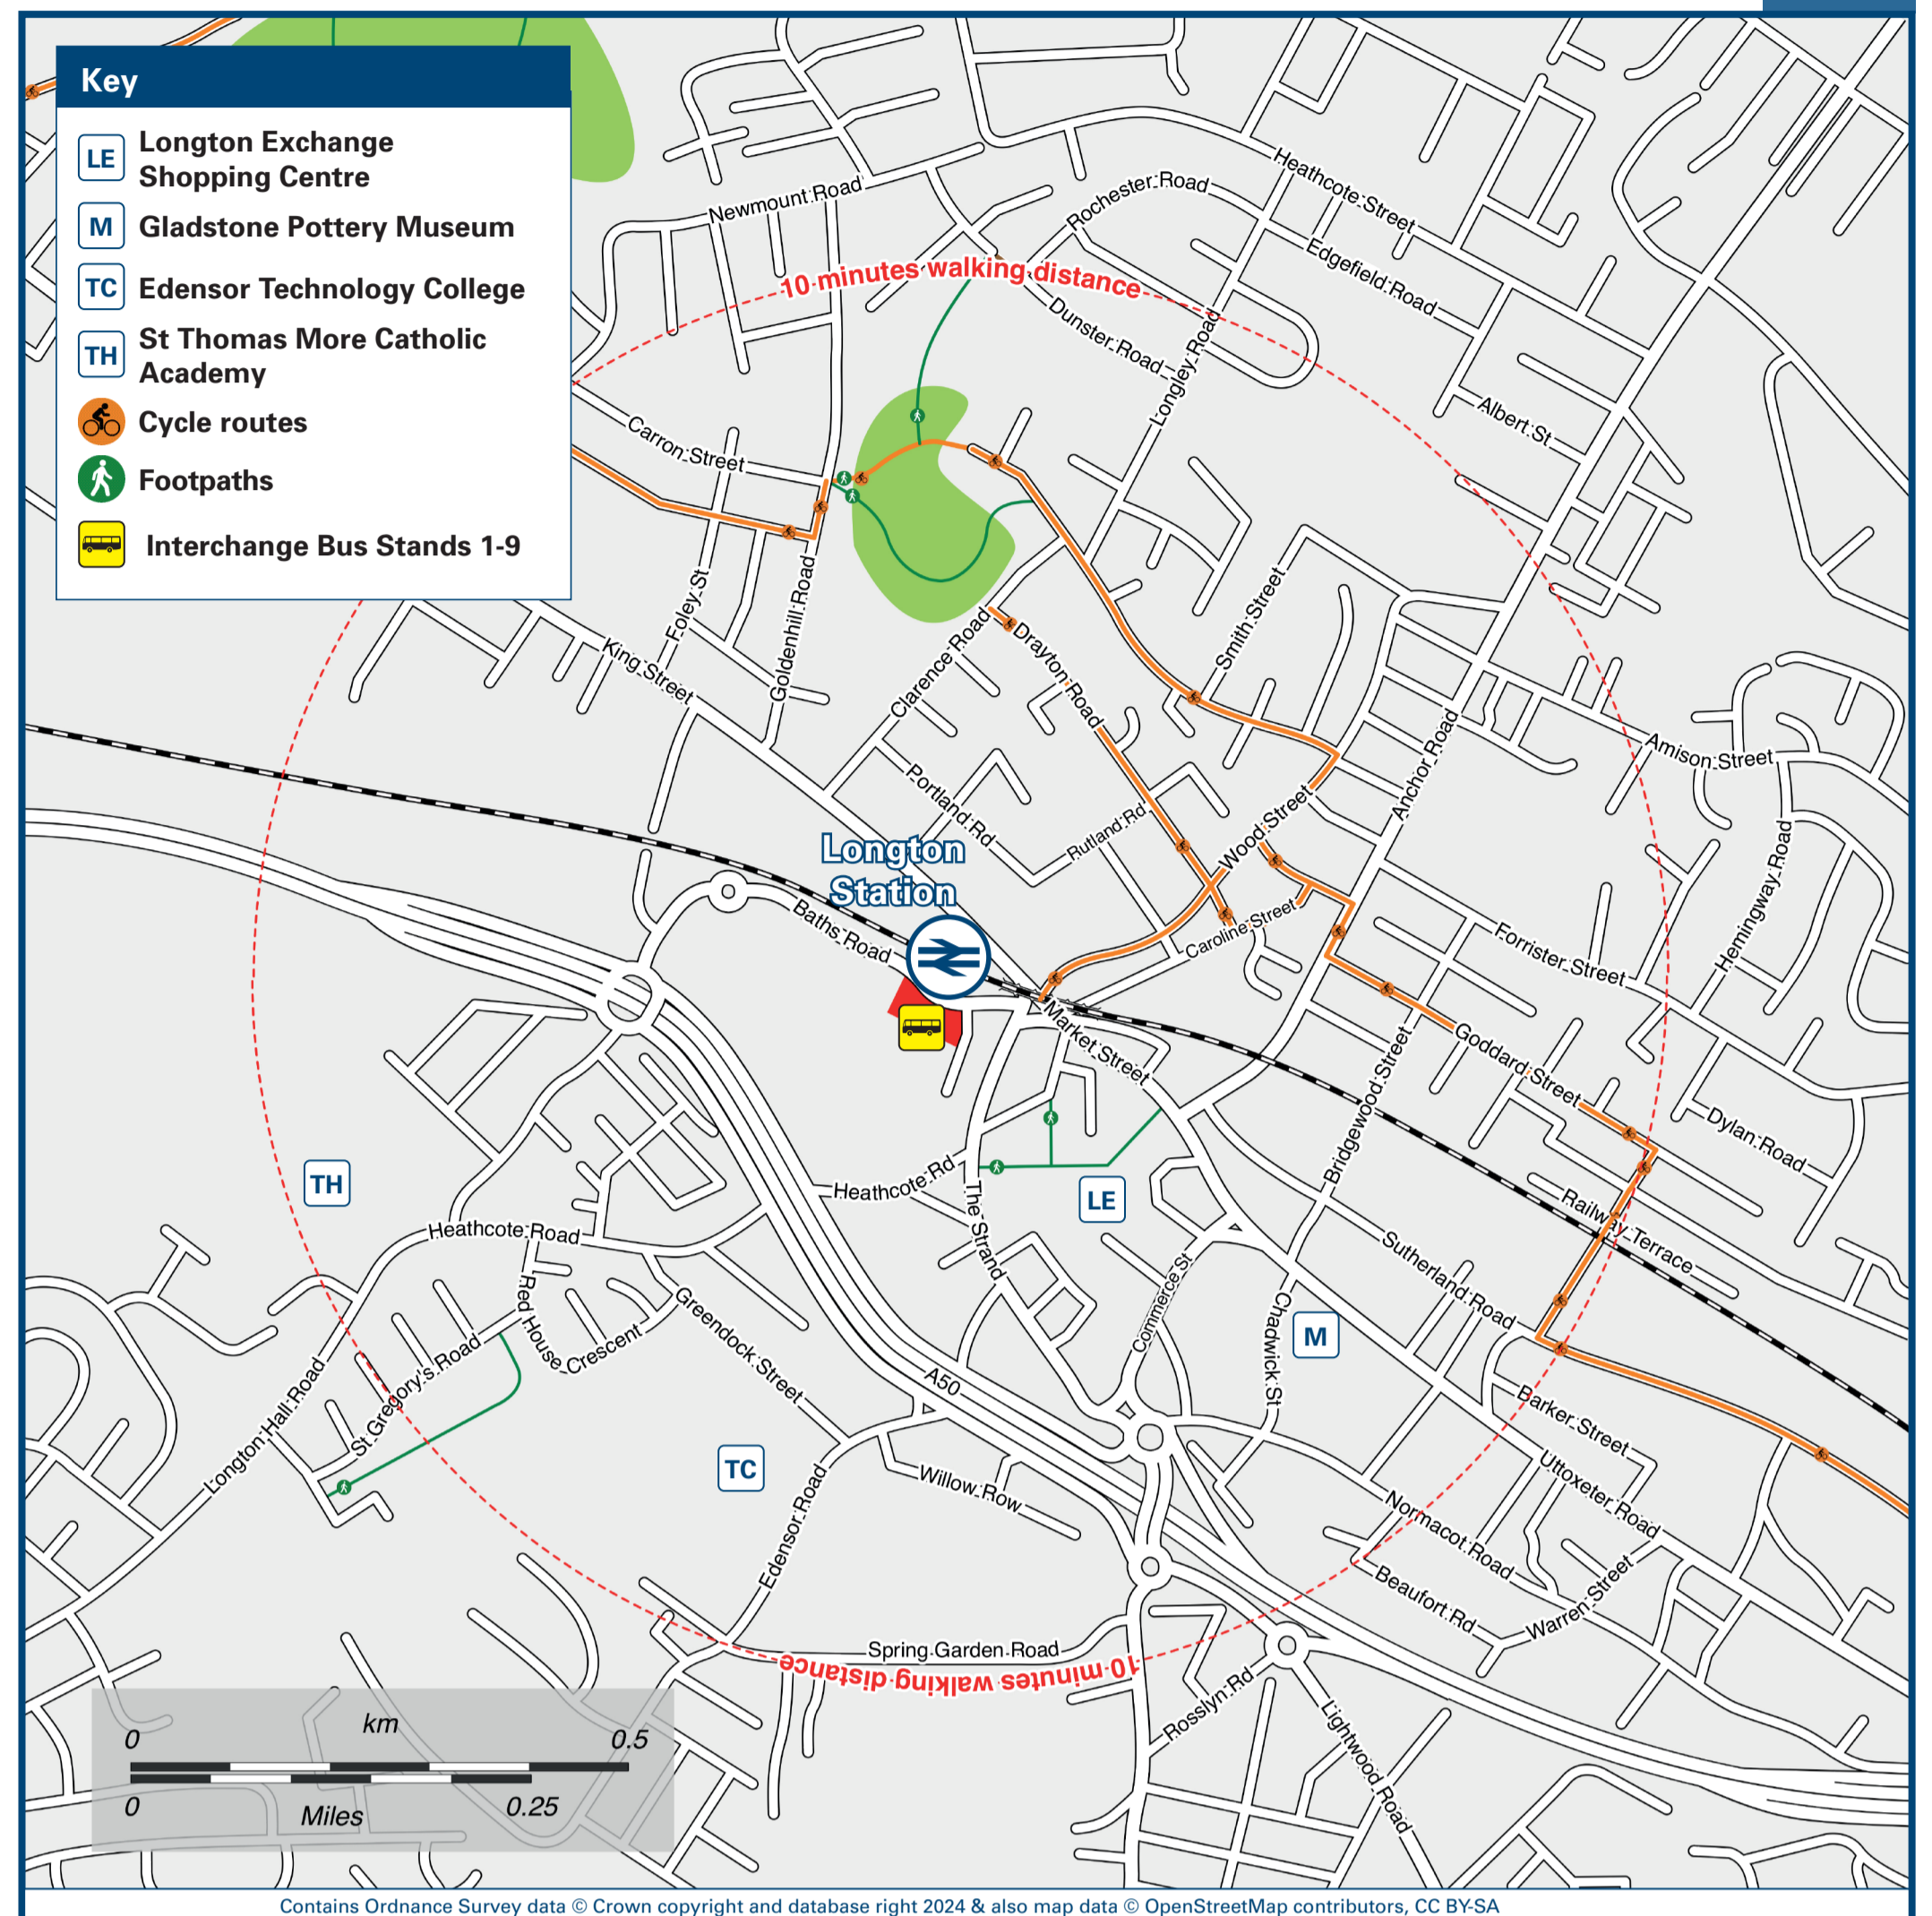 Key
LE
Longton Exchange
Shopping Centre
M
Gladstone Pottery Museum
TC
Edensor Technology College
TH
St Thomas More Catholic
Academy
Cycle routes
Footpaths
Interchange Bus Stands 1-9
Newmount Road
Rochester Road
Heathcote Street
Edgefield Road
10 minutes walking distance
Dunster Road
Longley Road
Albert St
Carron Street
Foley St
Goldenhill Road
King Street
Clarence Road
Drayton Road
Smith Street
Anchor Road
Amison Street
Portland Rd
Rutland Rd
Wood Street
Hemingway Road
Longton
Station
Baths Road
Caroline Street
Forrister Street
Market Street
Goddard Street
Bridgewood Street
Dylan Road
Railway Terrace
TH
Heathcote Rd
LE
The Strand
Heathcote Road
Sutherland Road
Red House Crescent
Greendock Street
Commerce St
Chadwick St
M
St Gregory's Road
Longton Hall Road
A50
Barker Street
TC
Willow Row
Uttoxeter Road
Edensor Road
Normacot Road
Beaufort Rd
Warren Street
Spring Garden Road
10 minutes walking distance
Rosslyn Rd
Lightwood Road
km
0 0.5
0 0.25
Miles
Contains Ordnance Survey data © Crown copyright and database right 2024 & also map data © OpenStreetMap contributors, CC BY-SA